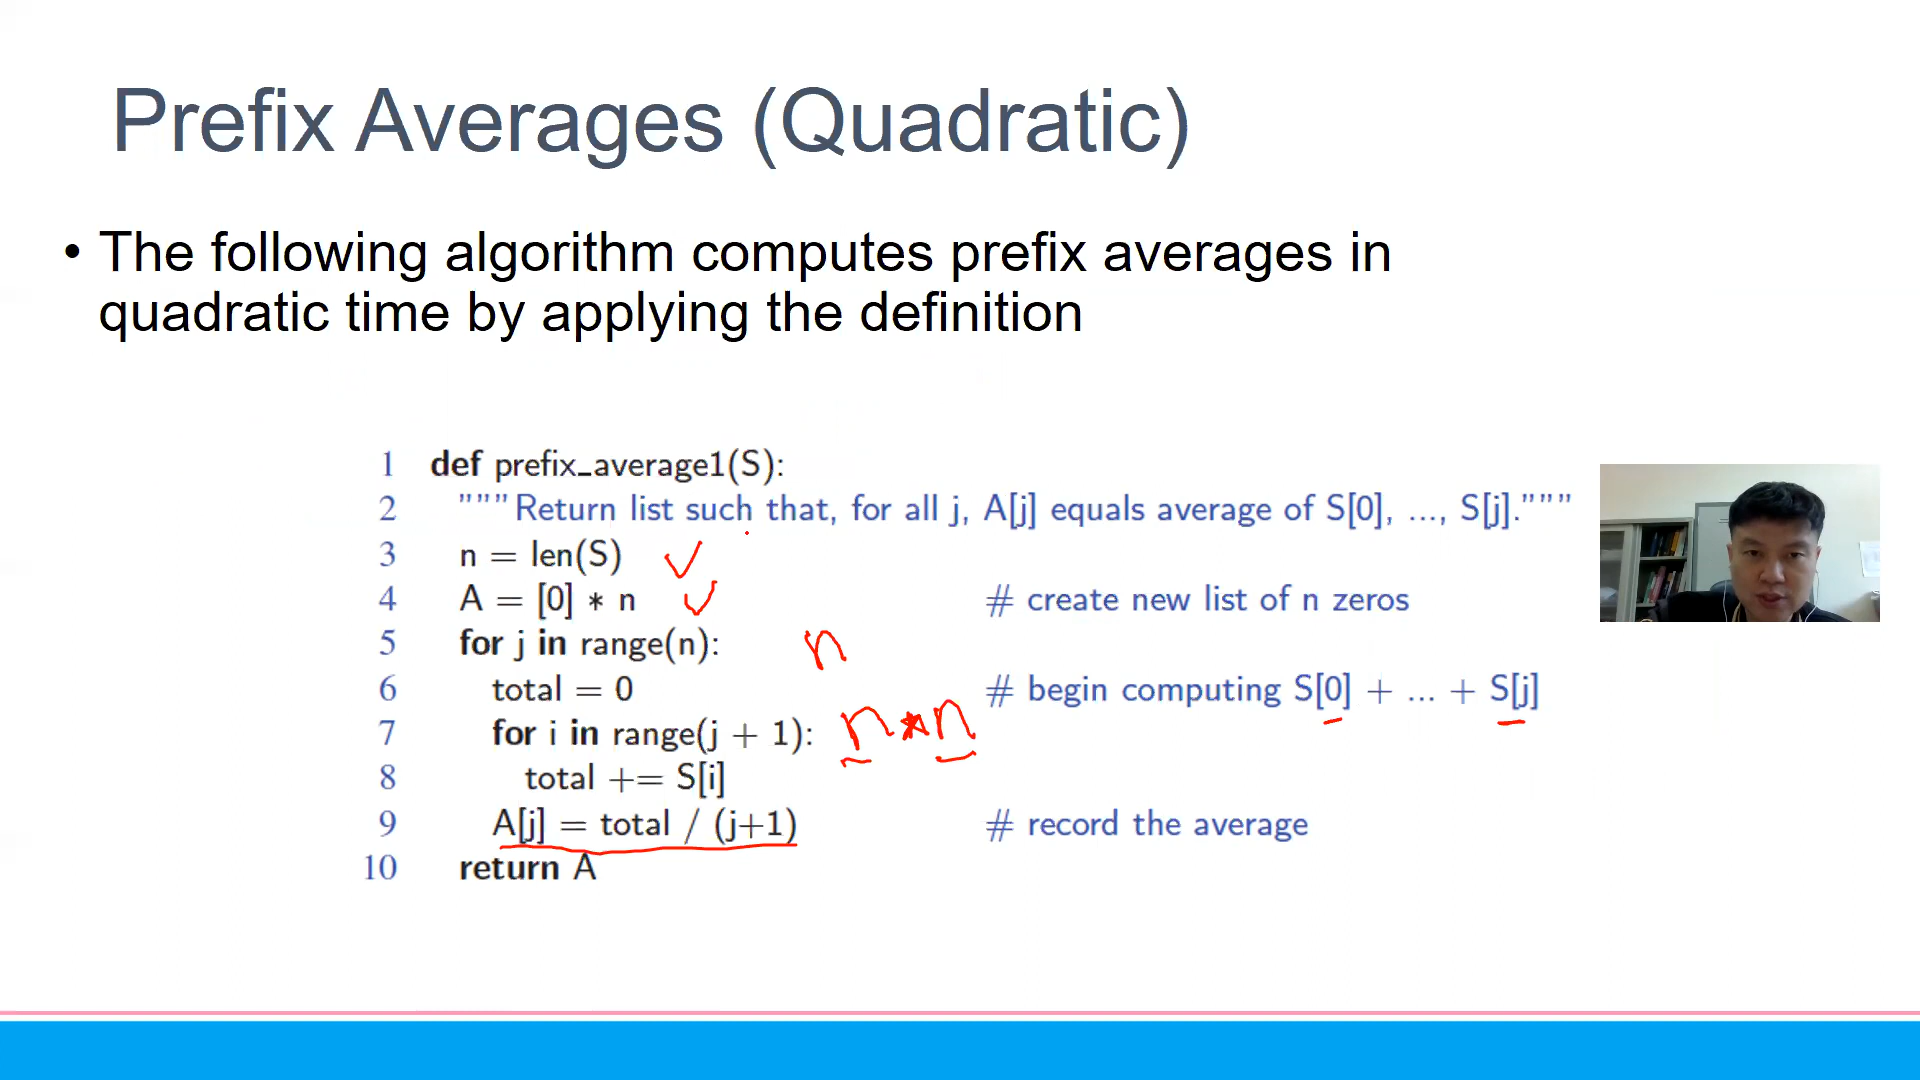 Prefix Averages (Quadratic)
• The following algorithm computes prefix averages in
quadratic time by applying the definition
1 def prefix_average1(S):
2 """Return list such that, for all j, A[j] equals average of S[0], ..., S[j]."""
3 n = len(S) ✓
4 A = [0] * n ✓ # create new list of n zeros
5 for j in range(n): n
6 total = 0 # begin computing S[0] + ... + S[j]
7 for i in range(j + 1): n*n
8 total += S[i]
9 A[j] = total / (j+1) # record the average
10 return A